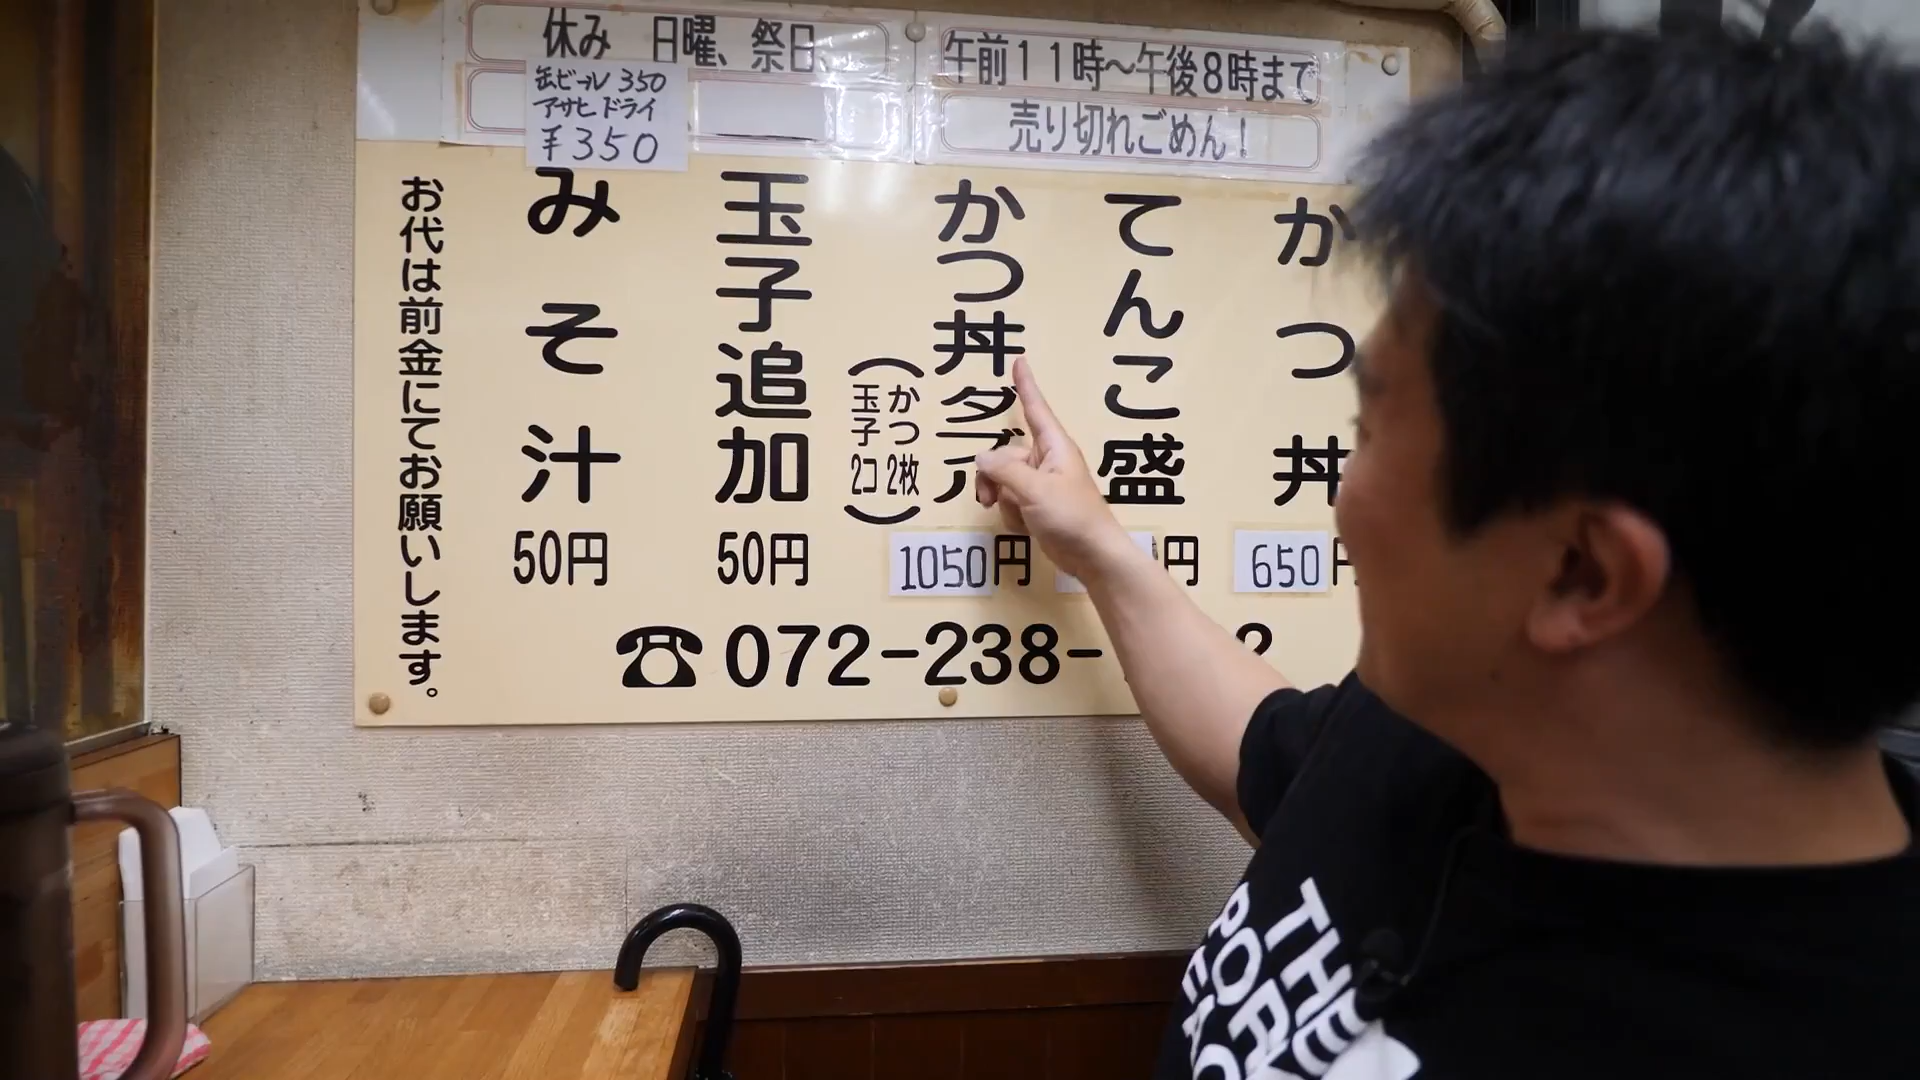 休み 日曜、祭日、
午前11時～午後8時まで
売り切れごめん!
缶ビール 350
アサヒドライ
¥350
かつ丼
650円
てんこ盛
円
かつ丼ダブル
(かつ2枚
玉子2コ)
1050円
玉子追加
50円
みそ汁
50円
お代は前金にてお願いします。
☎072-238-
2
THE